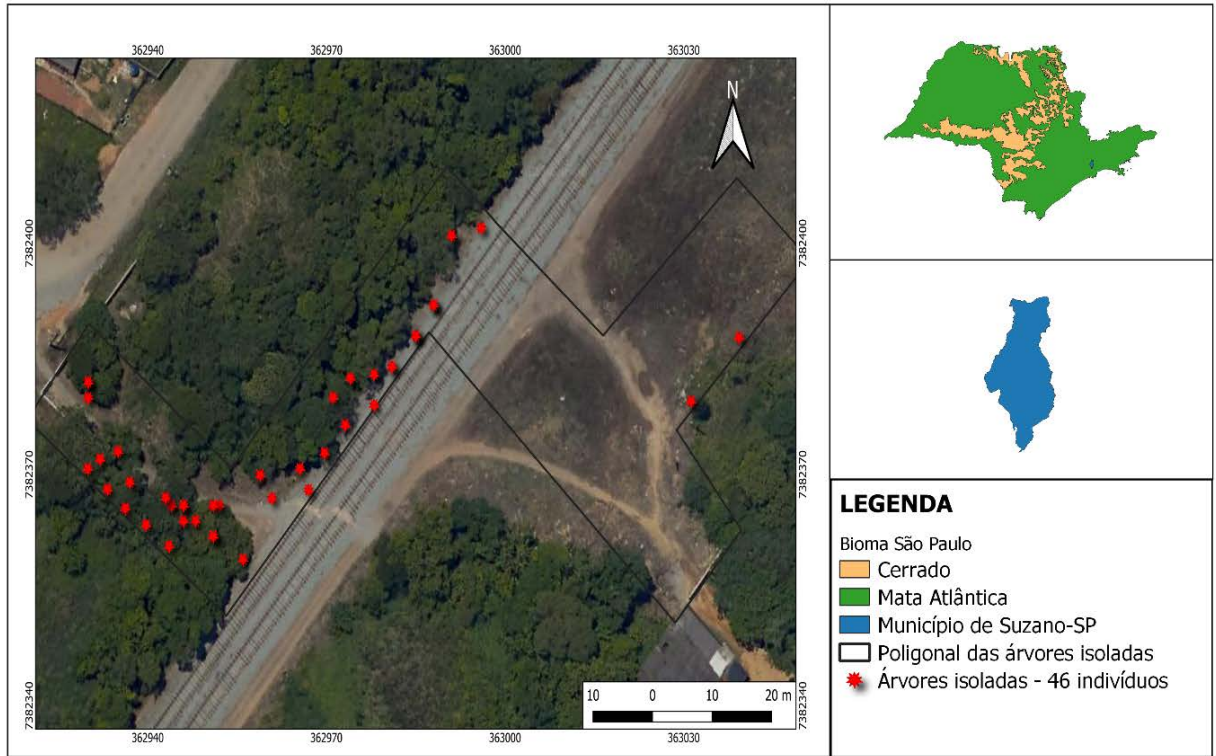 362940 362970 363000 363030
N
7382400
7382400
7382370
7382370
7382340
7382340
10 0 10 20 m
362940 362970 363000 363030
LEGENDA
Bioma São Paulo
Cerrado
Mata Atlântica
Município de Suzano-SP
Poligonal das árvores isoladas
Árvores isoladas - 46 indivíduos